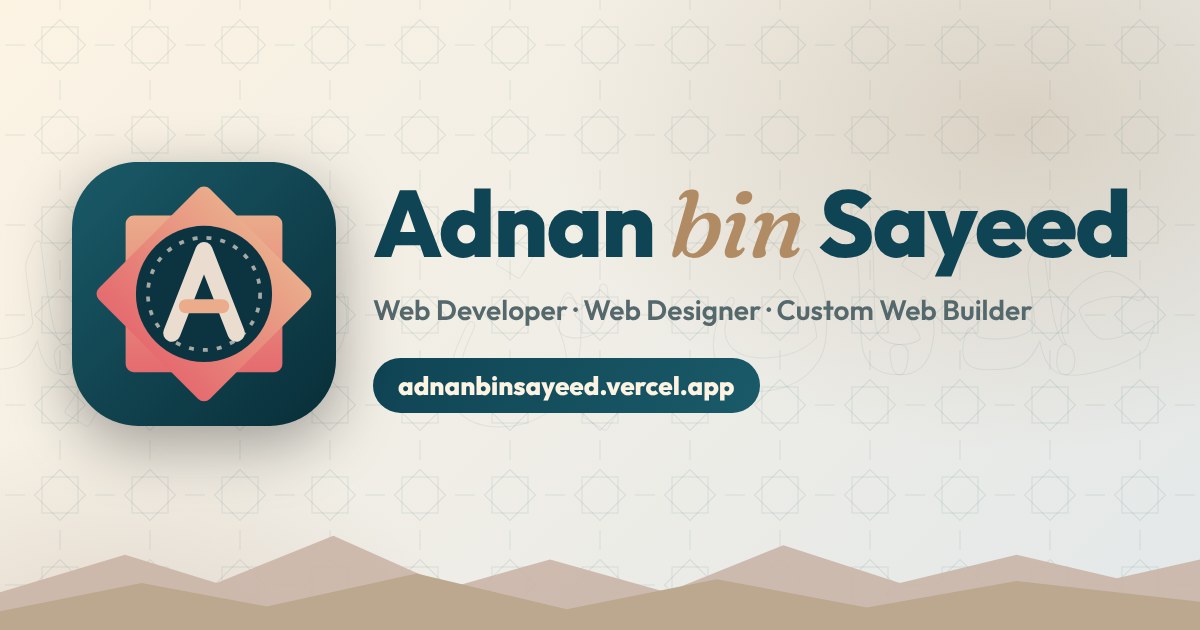 A
Adnan bin Sayeed
Web Developer · Web Designer · Custom Web Builder
adnanbinsayeed.vercel.app